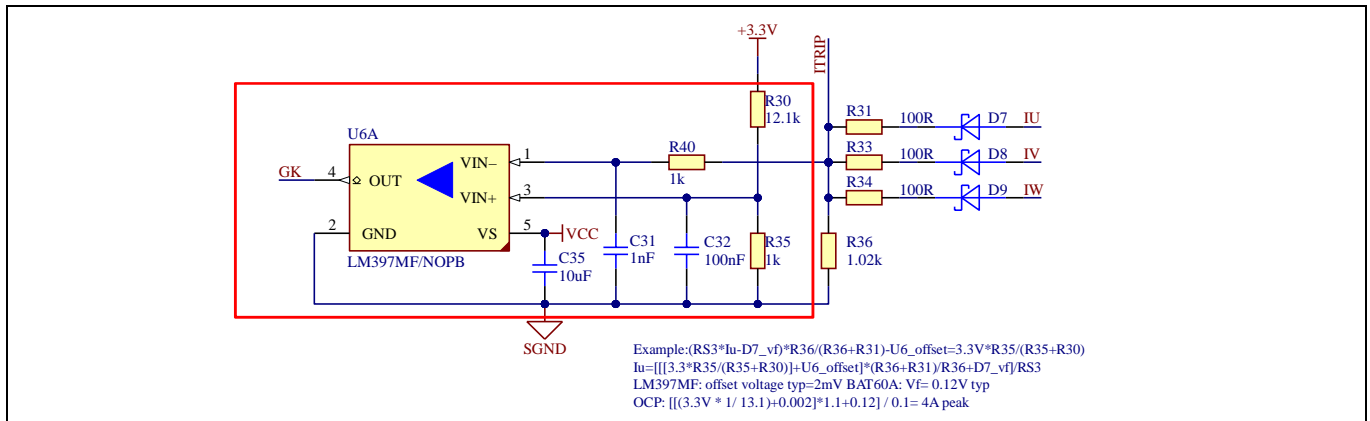 +3.3V
ITRIP
R30
12.1k
R31
100R
D7
IU
U6A
R40
1k
R33
100R
D8
IV
GK
4
OUT
VIN–
1
VIN+
3
R34
100R
D9
IW
2
GND
VS
5
VCC
LM397MF/NOPB
C35
10uF
C31
1nF
C32
100nF
R35
1k
R36
1.02k
SGND
Example:(RS3*Iu-D7_vf)*R36/(R36+R31)-U6_offset=3.3V*R35/(R35+R30)
Iu=[[[3.3*R35/(R35+R30)]+U6_offset]*(R36+R31)/R36+D7_vf]/RS3
LM397MF: offset voltage typ=2mV BAT60A: Vf= 0.12V typ
OCP: [[(3.3V * 1/ 13.1)+0.002]*1.1+0.12] / 0.1= 4A peak